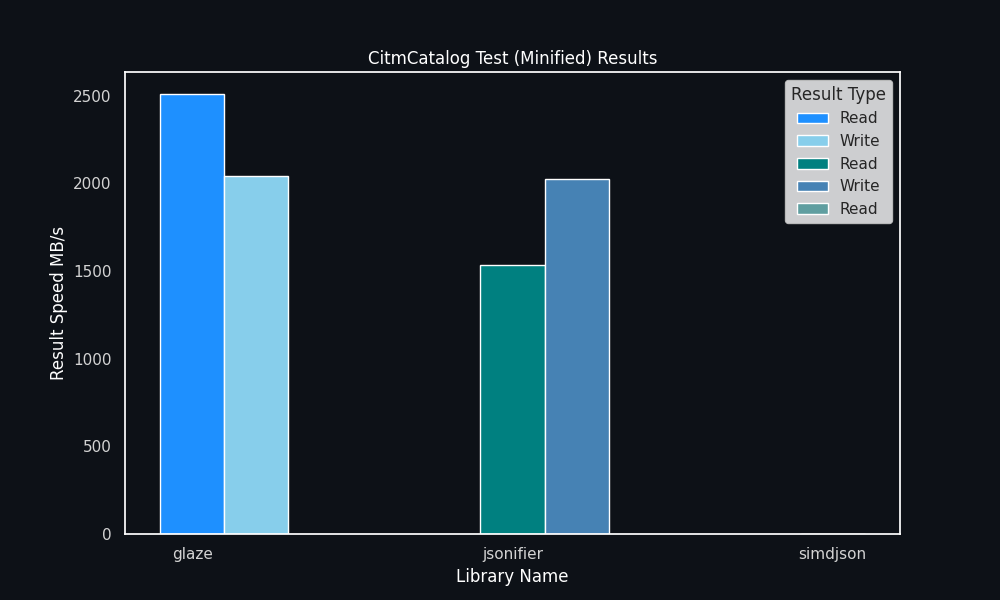 CitmCatalog Test (Minified) Results
Result Type
Read
Write
Read
Write
Read
Result Speed MB/s
2500
2000
1500
1000
500
0
glaze
jsonifier
simdjson
Library Name